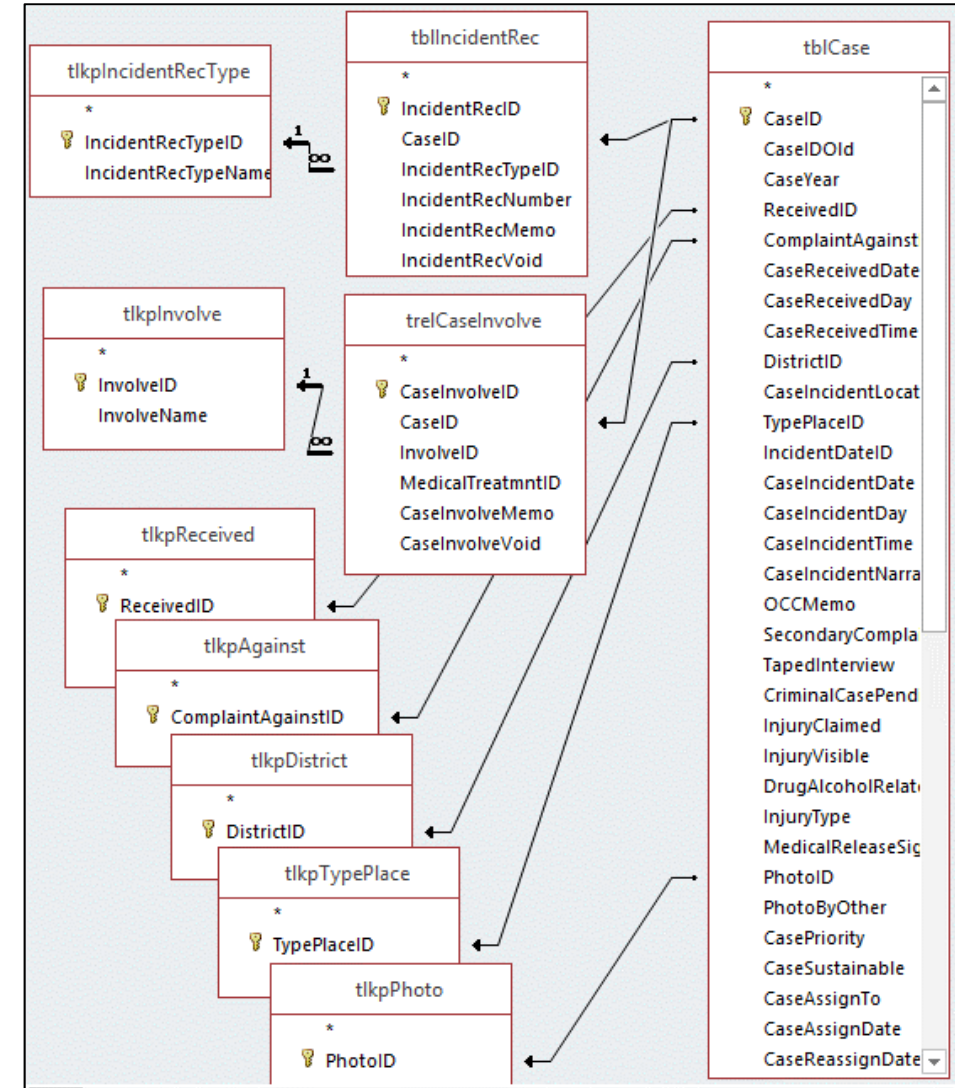 tlkpIncidentRecType
*
IncidentRecTypeID
IncidentRecTypeName
1
∞
tblIncidentRec
*
IncidentRecID
CaseID
IncidentRecTypeID
IncidentRecNumber
IncidentRecMemo
IncidentRecVoid
tlkpInvolve
*
InvolveID
InvolveName
1
∞
trelCaseInvolve
*
CaseInvolveID
CaseID
InvolveID
MedicalTreatmntID
CaseInvolveMemo
CaseInvolveVoid
tlkpReceived
*
ReceivedID
tlkpAgainst
*
ComplaintAgainstID
tlkpDistrict
*
DistrictID
tlkpTypePlace
*
TypePlaceID
tlkpPhoto
*
PhotoID
tblCase
*
CaseID
CaseIDOld
CaseYear
ReceivedID
ComplaintAgainst
CaseReceivedDate
CaseReceivedDay
CaseReceivedTime
DistrictID
CaseIncidentLocat
TypePlaceID
IncidentDateID
CaseIncidentDate
CaseIncidentDay
CaseIncidentTime
CaseIncidentNarra
OCCMemo
SecondaryCompla
TapedInterview
CriminalCasePend
InjuryClaimed
InjuryVisible
DrugAlcoholRelat
InjuryType
MedicalReleaseSig
PhotoID
PhotoByOther
CasePriority
CaseSustainable
CaseAssignTo
CaseAssignDate
CaseReassignDate